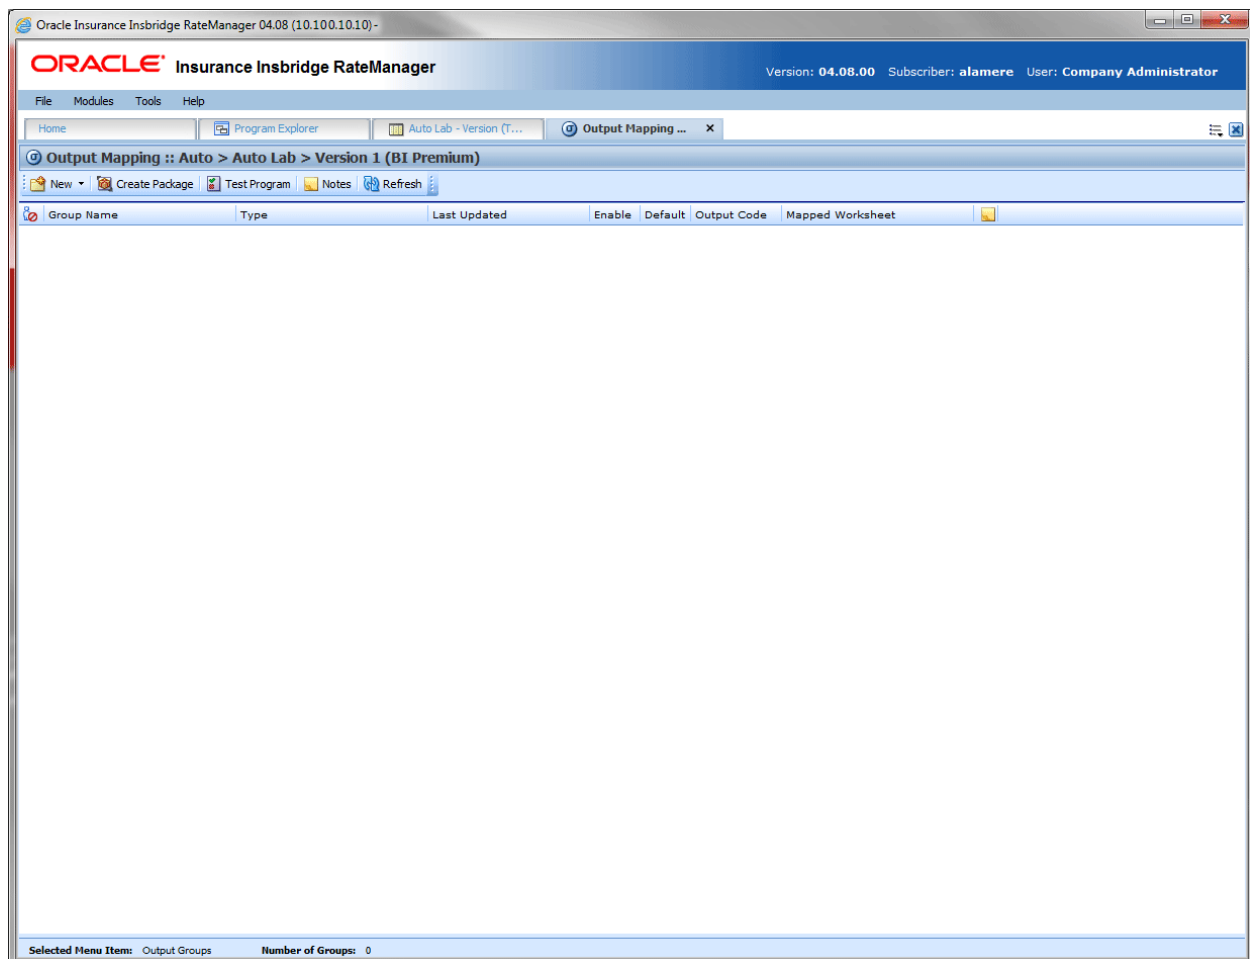 Oracle Insurance Insbridge RateManager 04.08 (10.100.10.10)-
ORACLE Insurance Insbridge RateManager Version: 04.08.00 Subscriber: alamere User: Company Administrator
File Modules Tools Help
Home Program Explorer Auto Lab - Version (T... Output Mapping ... x
Output Mapping :: Auto > Auto Lab > Version 1 (BI Premium)
New Create Package Test Program Notes Refresh
Group Name Type Last Updated Enable Default Output Code Mapped Worksheet
Selected Menu Item: Output Groups Number of Groups: 0